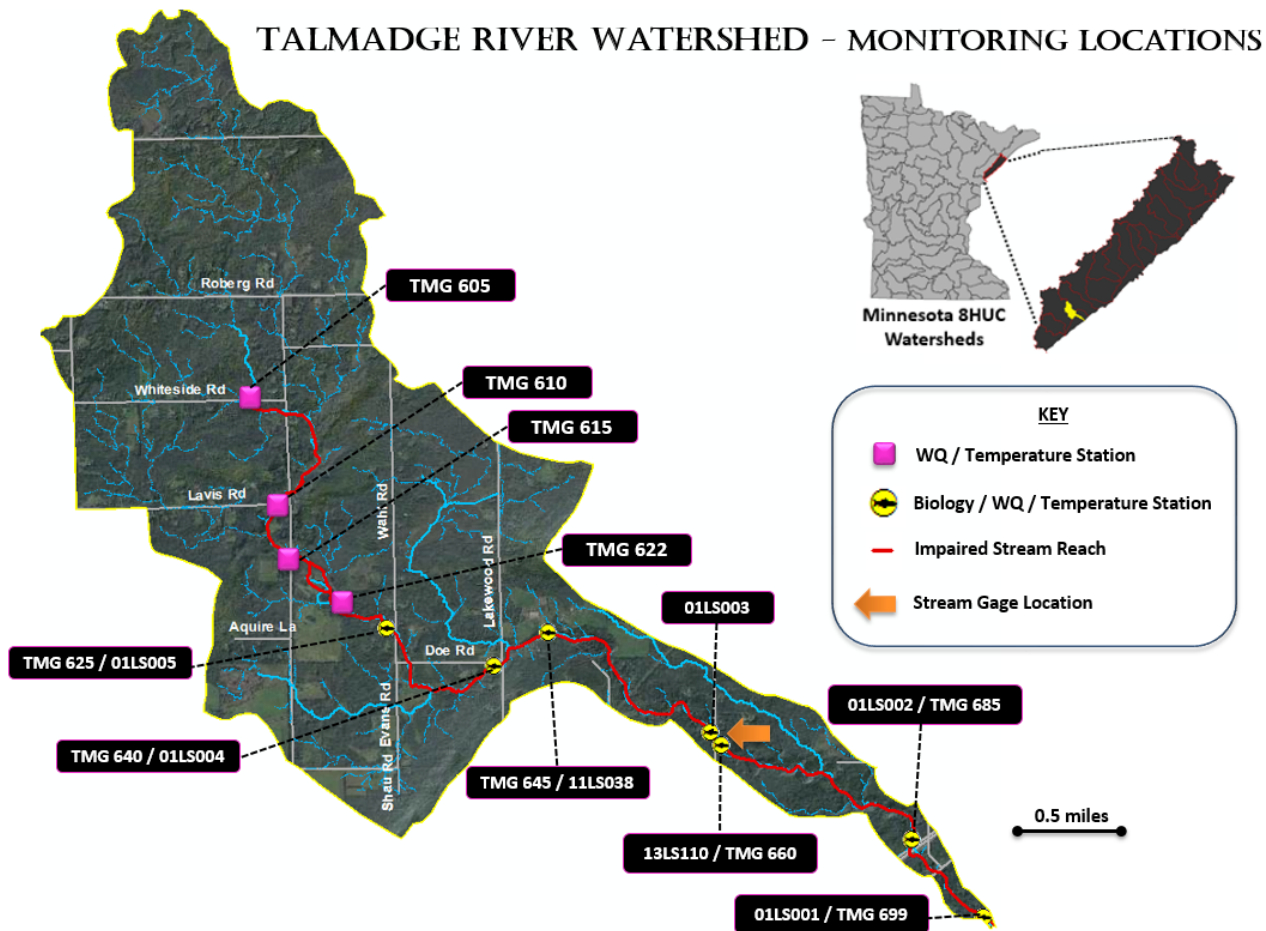 TALMADGE RIVER WATERSHED – MONITORING LOCATIONS
Minnesota 8HUC
Watersheds
Roberg Rd
TMG 605
Whiteside Rd
TMG 610
TMG 615
Lavis Rd
Wahl Rd
Lakewood Rd
TMG 622
KEY
WQ / Temperature Station
Biology / WQ / Temperature Station
Impaired Stream Reach
Stream Gage Location
01LS003
Aquire La
Doe Rd
TMG 625 / 01LS005
Shau Rd Evans Rd
01LS002 / TMG 685
TMG 640 / 01LS004
TMG 645 / 11LS038
0.5 miles
13LS110 / TMG 660
01LS001 / TMG 699